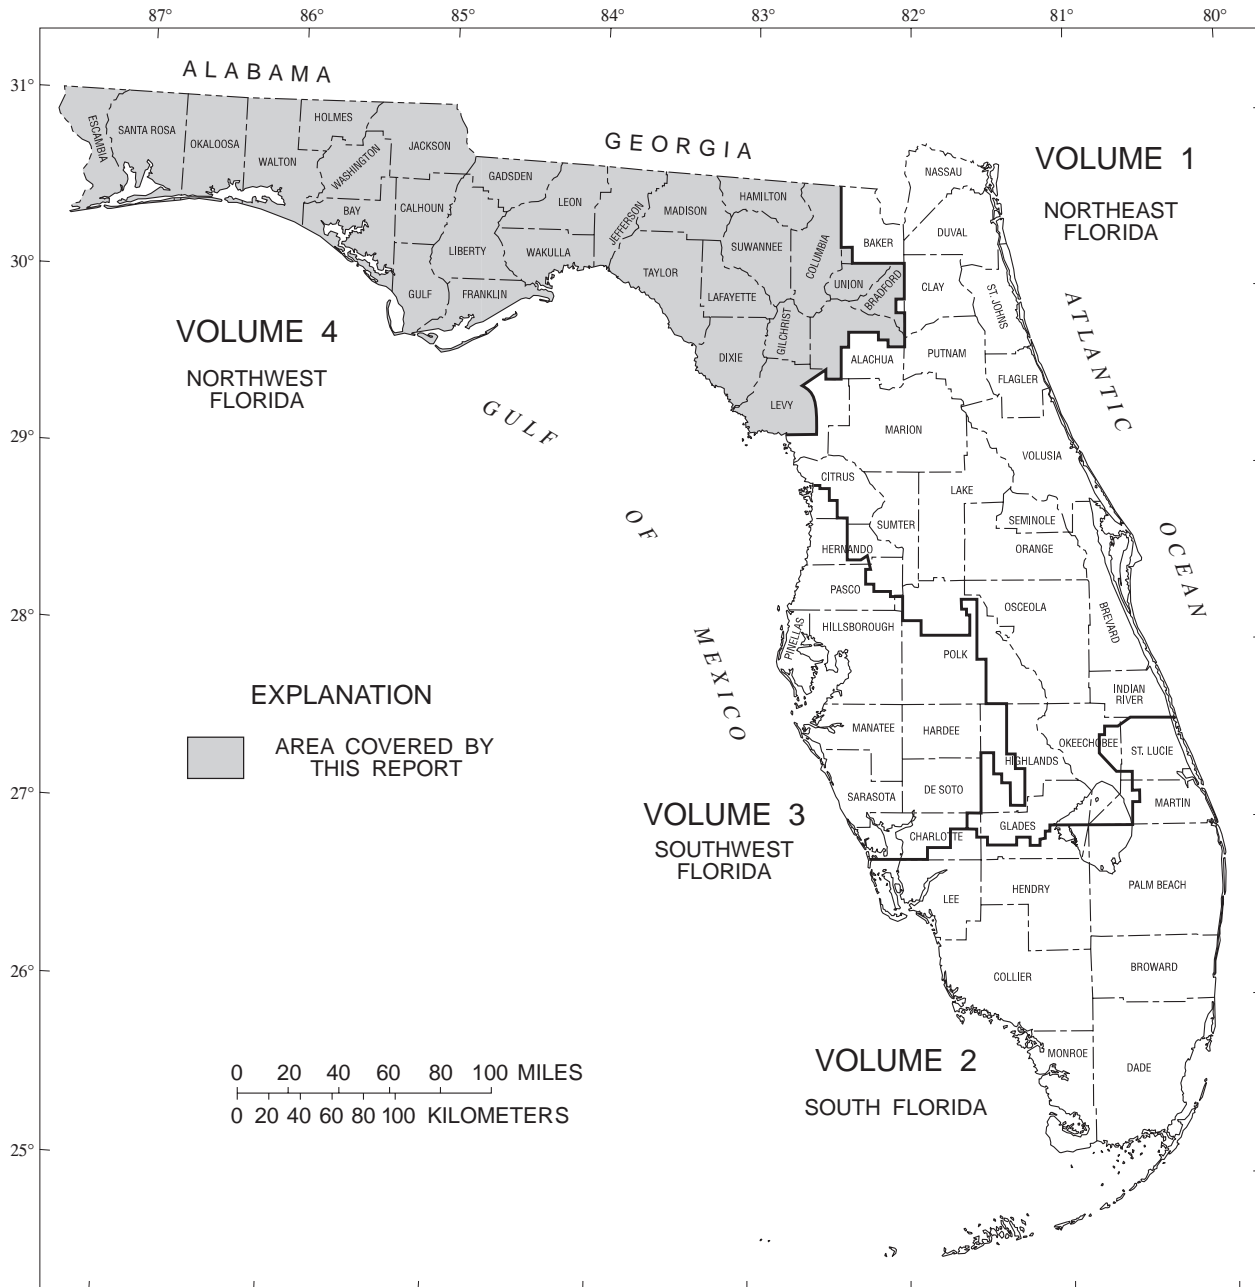 87°
86°
85°
84°
83°
82°
81°
80°
31°
30°
29°
28°
27°
26°
25°
ALABAMA
GEORGIA
ESCAMBIA
SANTA ROSA
OKALOOSA
WALTON
HOLMES
WASHINGTON
JACKSON
BAY
CALHOUN
GADSDEN
LEON
LIBERTY
WAKULLA
GULF
FRANKLIN
JEFFERSON
MADISON
HAMILTON
TAYLOR
SUWANNEE
COLUMBIA
LAFAYETTE
UNION
BRADFORD
DIXIE
GILCHRIST
LEVY
BAKER
NASSAU
DUVAL
CLAY
ST. JOHNS
ALACHUA
PUTNAM
FLAGLER
MARION
VOLUSIA
CITRUS
LAKE
SUMTER
SEMINOLE
HERNANDO
ORANGE
PASCO
OSCEOLA
BREVARD
PINELLAS
HILLSBOROUGH
POLK
INDIAN
RIVER
MANATEE
HARDEE
OKEECHOBEE
ST. LUCIE
HIGHLANDS
SARASOTA
DE SOTO
MARTIN
CHARLOTTE
GLADES
LEE
HENDRY
PALM BEACH
COLLIER
BROWARD
MONROE
DADE
VOLUME 1
NORTHEAST
FLORIDA
VOLUME 4
NORTHWEST
FLORIDA
GULF
OF
MEXICO
ATLANTIC
OCEAN
EXPLANATION
AREA COVERED BY
THIS REPORT
VOLUME 3
SOUTHWEST
FLORIDA
VOLUME 2
SOUTH FLORIDA
0 20 40 60 80 100 MILES
0 20 40 60 80 100 KILOMETERS